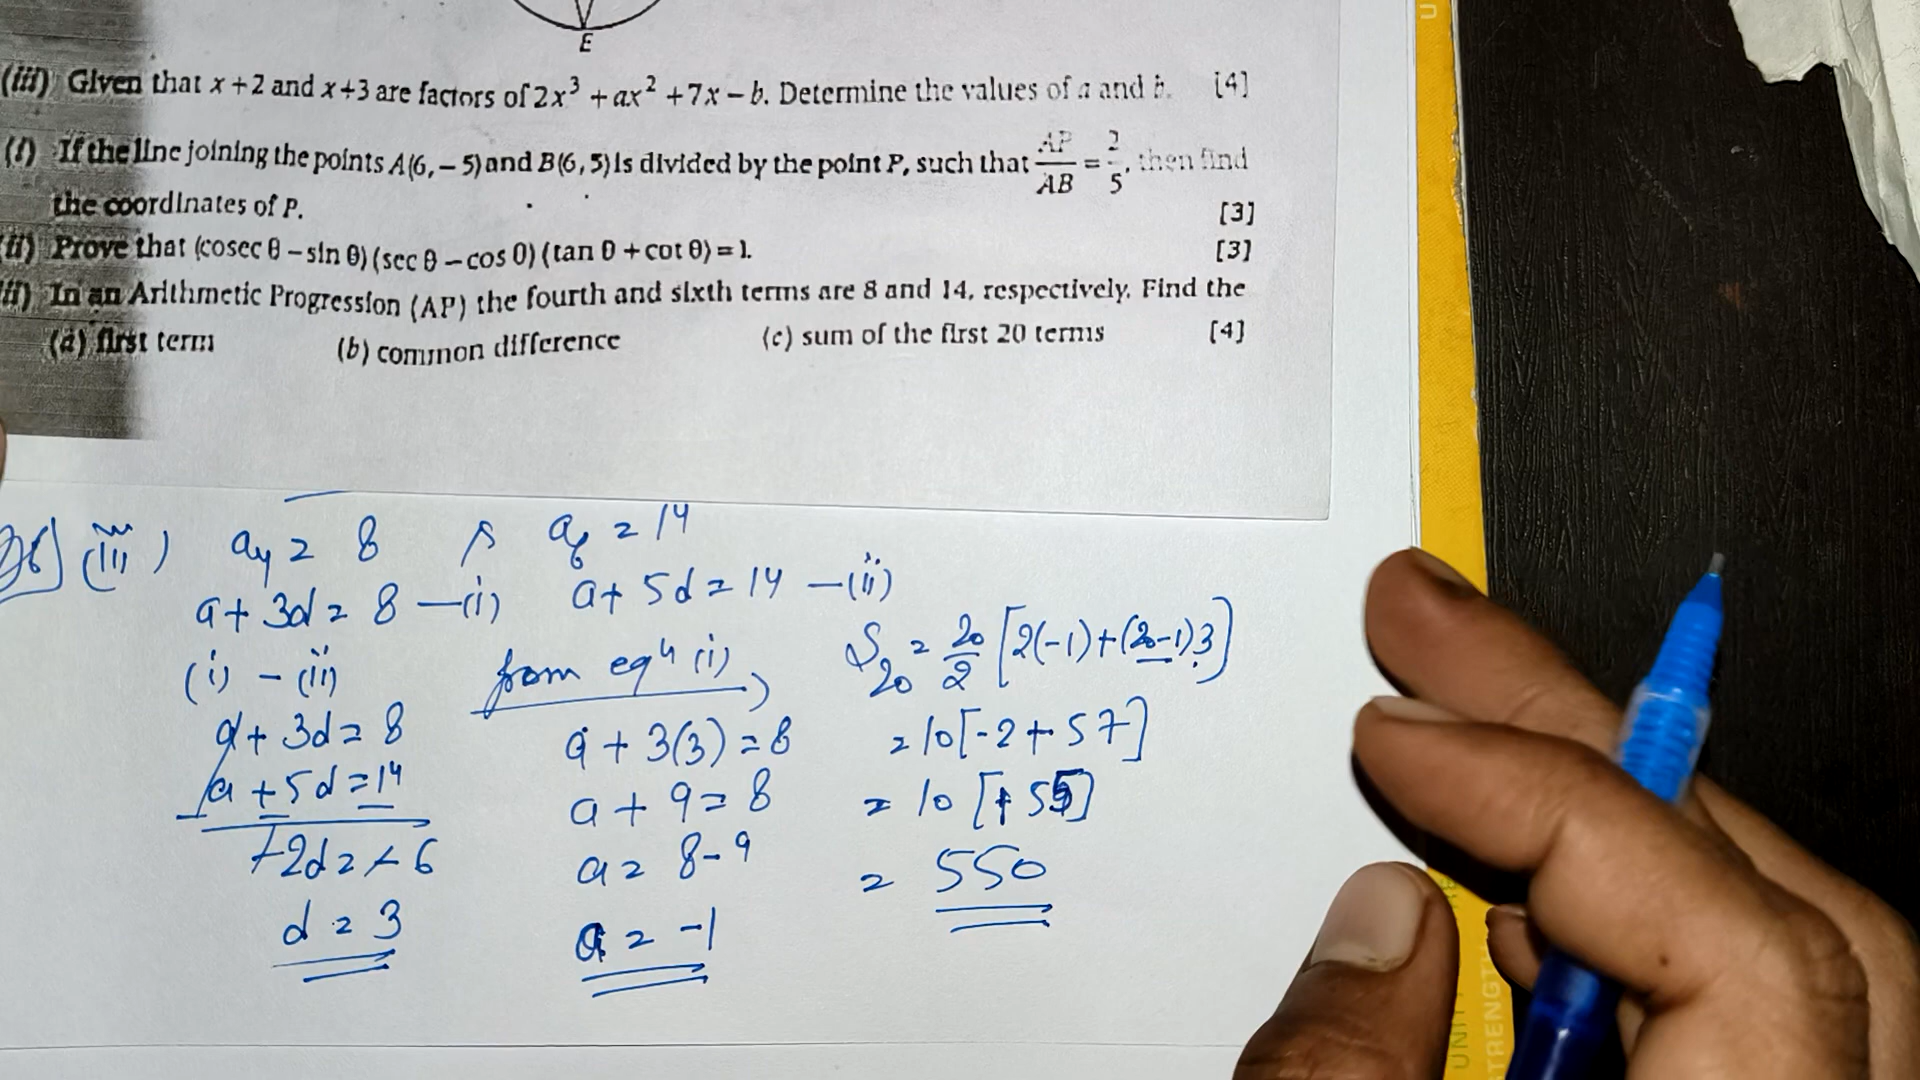 E
(iii) Given that x+2 and x+3 are factors of 2x³ + ax² + 7x – b. Determine the values of a and b. [4]
(i) If the line joining the points A(6, – 5) and B(6, 5) is divided by the point P, such that AP/AB = 2/5, then find
the coordinates of P. [3]
(ii) Prove that (cosec θ – sin θ) (sec θ – cos θ) (tan θ + cot θ) = 1. [3]
ii) In an Arithmetic Progression (AP) the fourth and sixth terms are 8 and 14, respectively. Find the
(a) first term (b) common difference (c) sum of the first 20 terms [4]
(iii) a₄ = 8 , a₆ = 14
a + 3d = 8 —(i) a + 5d = 14 —(ii)
(i) – (ii)
a + 3d = 8
a + 5d = 14
–2d = –6
d = 3
from eqn (i),
a + 3(3) = 8
a + 9 = 8
a = 8 – 9
a = –1
S₂₀ = 20/2 [2(–1) + (20–1)3]
= 10[–2 + 57]
= 10 [+55]
= 550
U
UNIT
STRENGTH